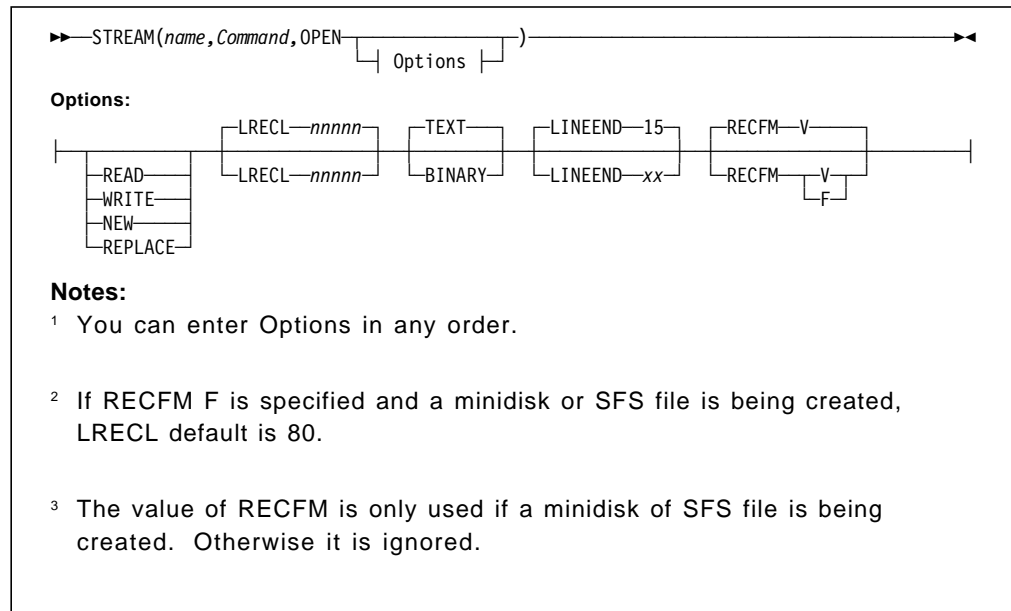 ►►──STREAM(name,Command,OPEN──┬─────────────┬─)──►◄
└─┤ Options ├─┘
Options:
┌─LRECL──nnnnn─┐ ┌─TEXT───┐ ┌─LINEEND──15─┐ ┌─RECFM──V─────┐
├──┬─────────┬──┼──────────────┼──┼────────┼──┼─────────────┼──┼──────────────┼──┤
├─READ────┤ └─LRECL──nnnnn─┘ └─BINARY─┘ └─LINEEND──xx─┘ └─RECFM──┬─V─┬─┘
├─WRITE───┤ └─F─┘
├─NEW─────┤
└─REPLACE─┘
Notes:
1 You can enter Options in any order.
2 If RECFM F is specified and a minidisk or SFS file is being created,
LRECL default is 80.
3 The value of RECFM is only used if a minidisk of SFS file is being
created. Otherwise it is ignored.